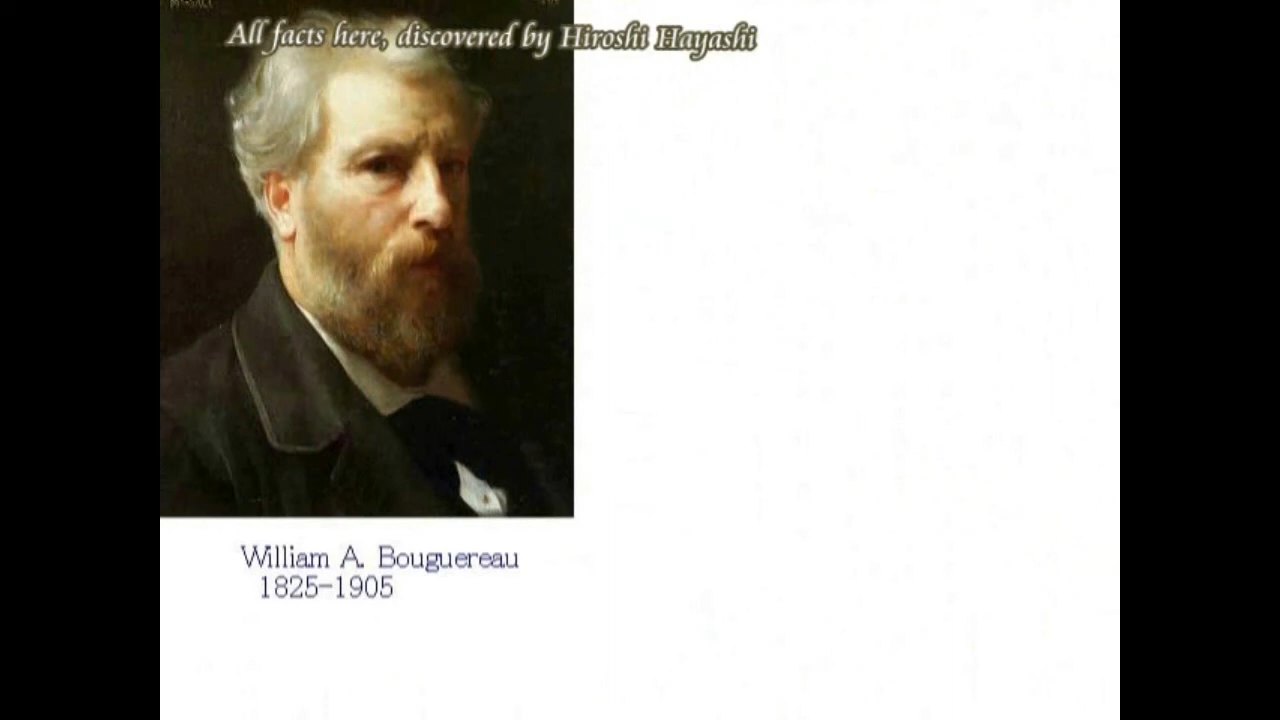 All facts here, discovered by Hiroshi Hayashi
William A. Bouguereau
1825-1905